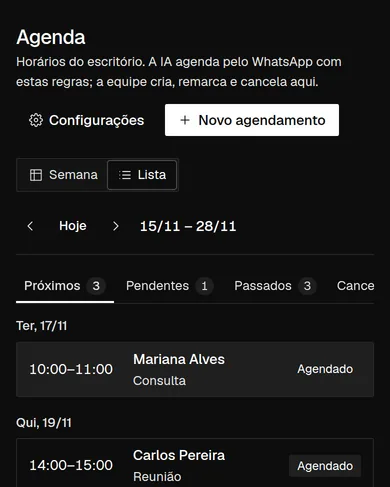 Agenda
Horários do escritório. A IA agenda pelo WhatsApp com
estas regras; a equipe cria, remarca e cancela aqui.
Configurações
Novo agendamento
Semana
Lista
Hoje
15/11 – 28/11
Próximos 3
Pendentes 1
Passados 3
Cance
Ter, 17/11
10:00–11:00
Mariana Alves
Consulta
Agendado
Qui, 19/11
14:00–15:00
Carlos Pereira
Reunião
Agendado